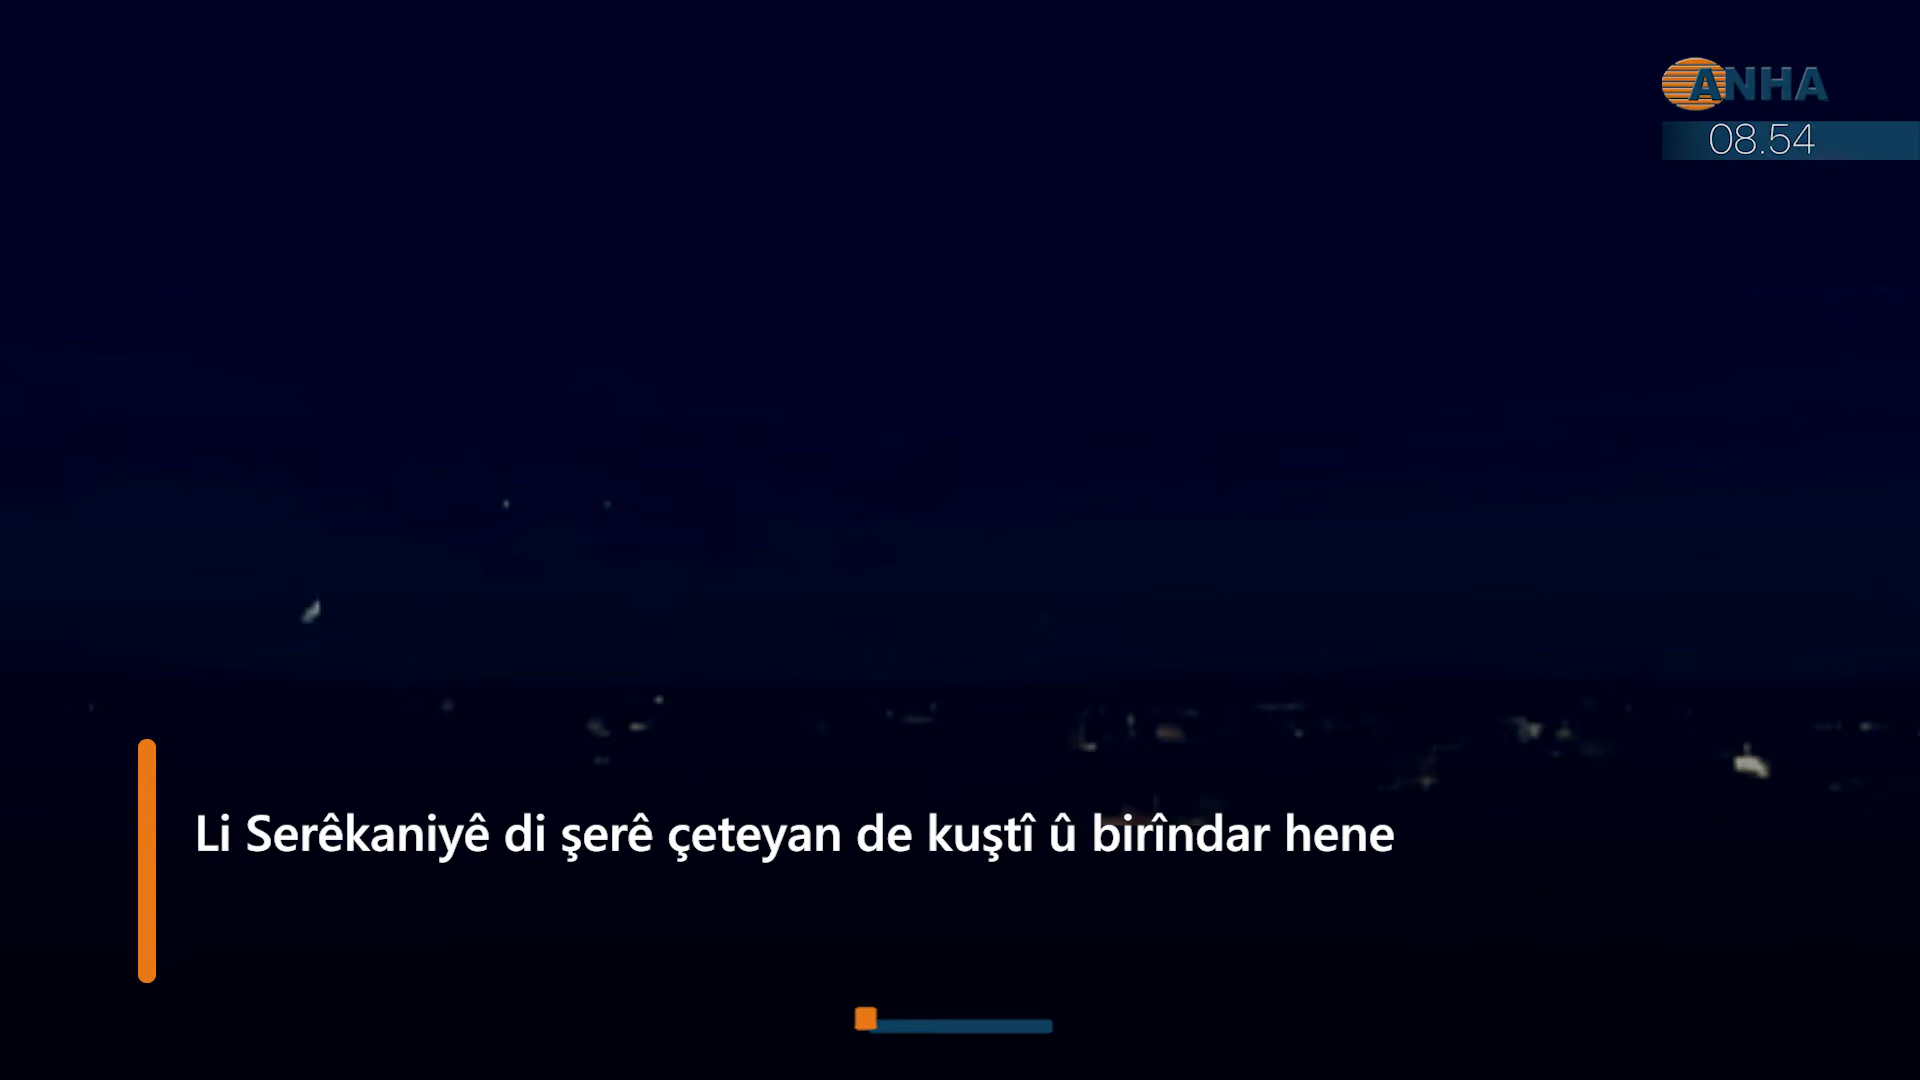 ANHA
08.54
Li Serêkaniyê di şerê çeteyan de kuştî û birîndar hene